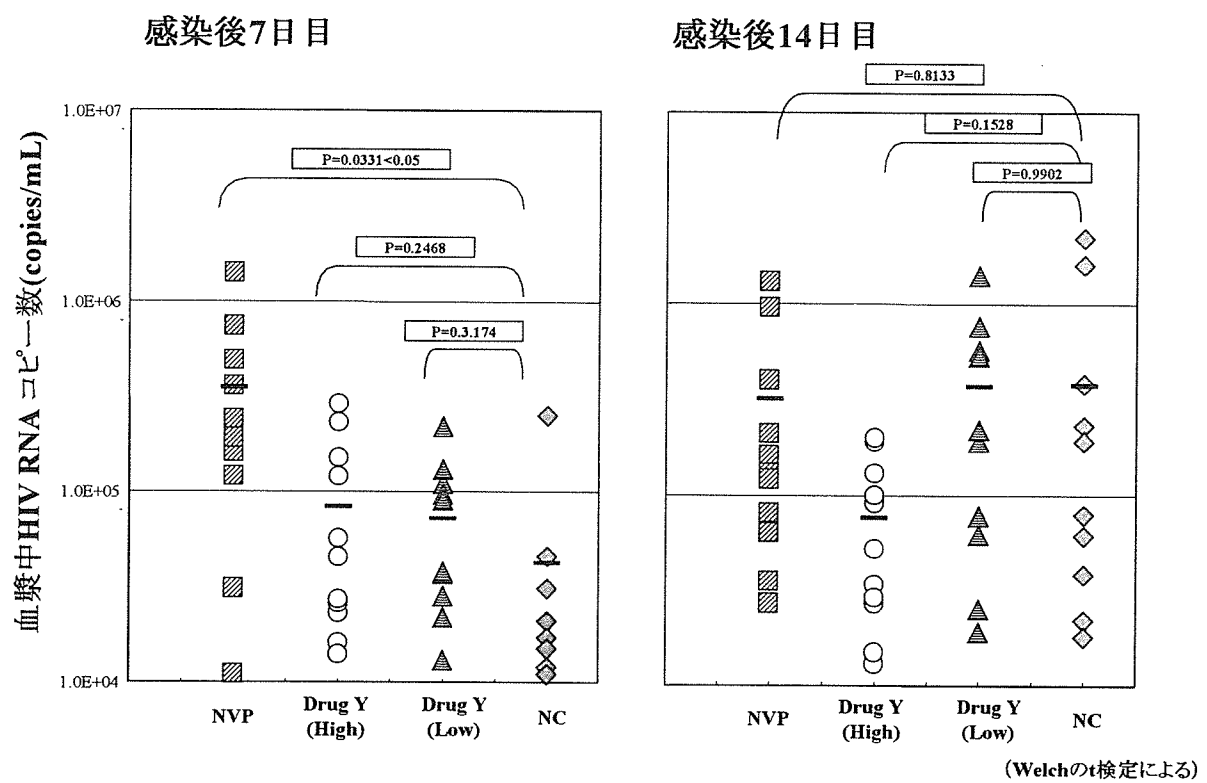 感染後7日目
感染後14日目
血漿中HIV RNA コピー数(copies/mL)
1.0E+07
1.0E+06
1.0E+05
1.0E+04
P=0.0331<0.05
P=0.2468
P=0.3.174
NVP
Drug Y
(High)
Drug Y
(Low)
NC
P=0.8133
P=0.1528
P=0.9902
NVP
Drug Y
(High)
Drug Y
(Low)
NC
(Welchのt検定による)